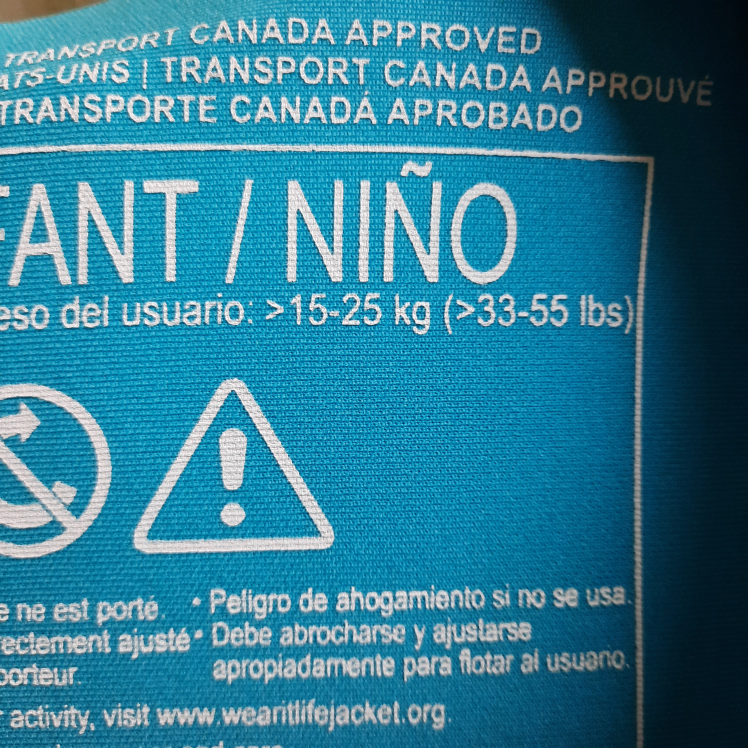 TRANSPORT CANADA APPROVED
ATS-UNIS | TRANSPORT CANADA APPROUVÉ
TRANSPORTE CANADÁ APROBADO
FANT / NIÑO
eso del usuario: >15-25 kg (>33-55 lbs)
e ne est porté. • Peligro de ahogamiento si no se usa.
rectement ajusté • Debe abrocharse y ajustarse
porteur. apropiadamente para flotar al usuario.
r activity, visit www.wearitlifejacket.org.